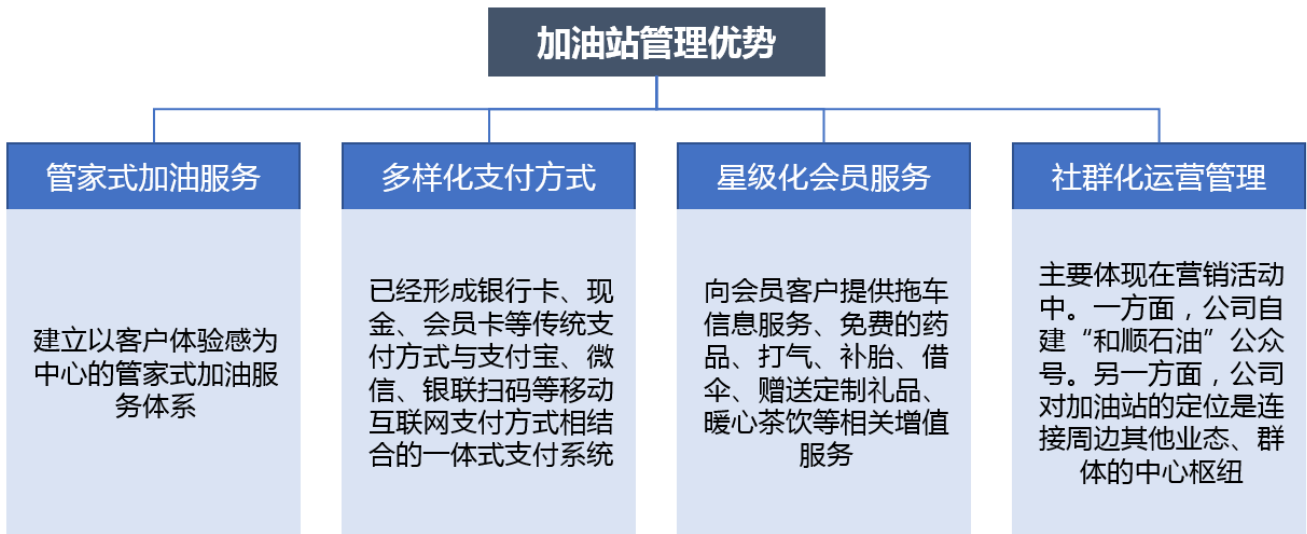 加油站管理优势
管家式加油服务
建立以客户体验感为
中心的管家式加油服
务体系
多样化支付方式
已经形成银行卡、现
金、会员卡等传统支
付方式与支付宝、微
信、银联扫码等移动
互联网支付方式相结
合的一体式支付系统
星级化会员服务
向会员客户提供拖车
信息服务、免费的药
品、打气、补胎、借
伞、赠送定制礼品、
暖心茶饮等相关增值
服务
社群化运营管理
主要体现在营销活动
中。一方面，公司自
建“和顺石油”公众
号。另一方面，公司
对加油站的定位是连
接周边其他业态、群
体的中心枢纽